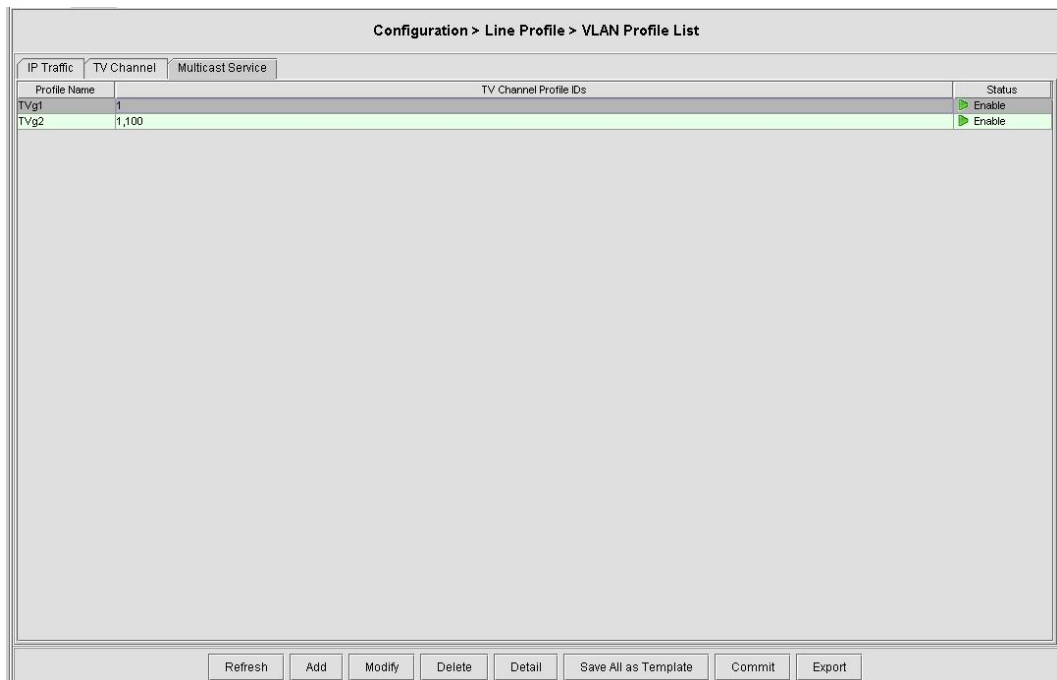 Configuration > Line Profile > VLAN Profile List
IP Traffic TV Channel Multicast Service
Profile Name TV Channel Profile IDs Status
TVg1 1 Enable
TVg2 1,100 Enable
Refresh Add Modify Delete Detail Save All as Template Commit Export